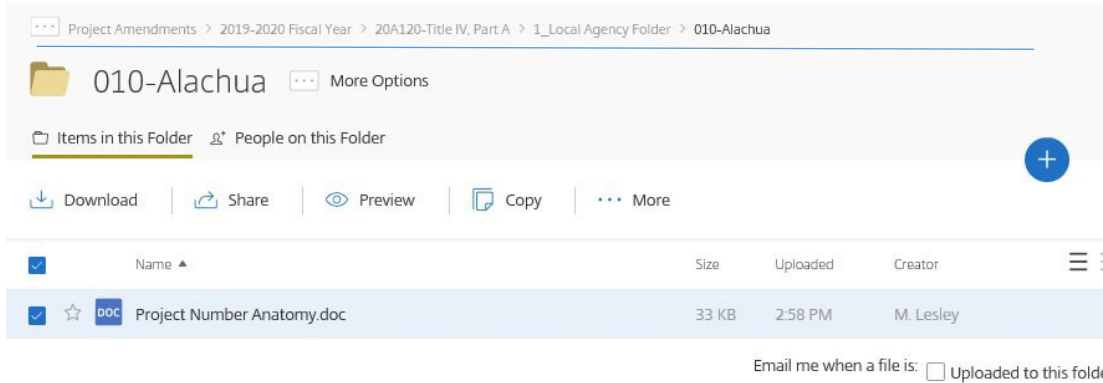 Project Amendments > 2019-2020 Fiscal Year > 20A120-Title IV, Part A > 1_Local Agency Folder > 010-Alachua
010-Alachua ··· More Options
Items in this Folder People on this Folder
Download Share Preview Copy ··· More
Name Size Uploaded Creator
DOC Project Number Anatomy.doc 33 KB 2:58 PM M. Lesley
Email me when a file is: Uploaded to this